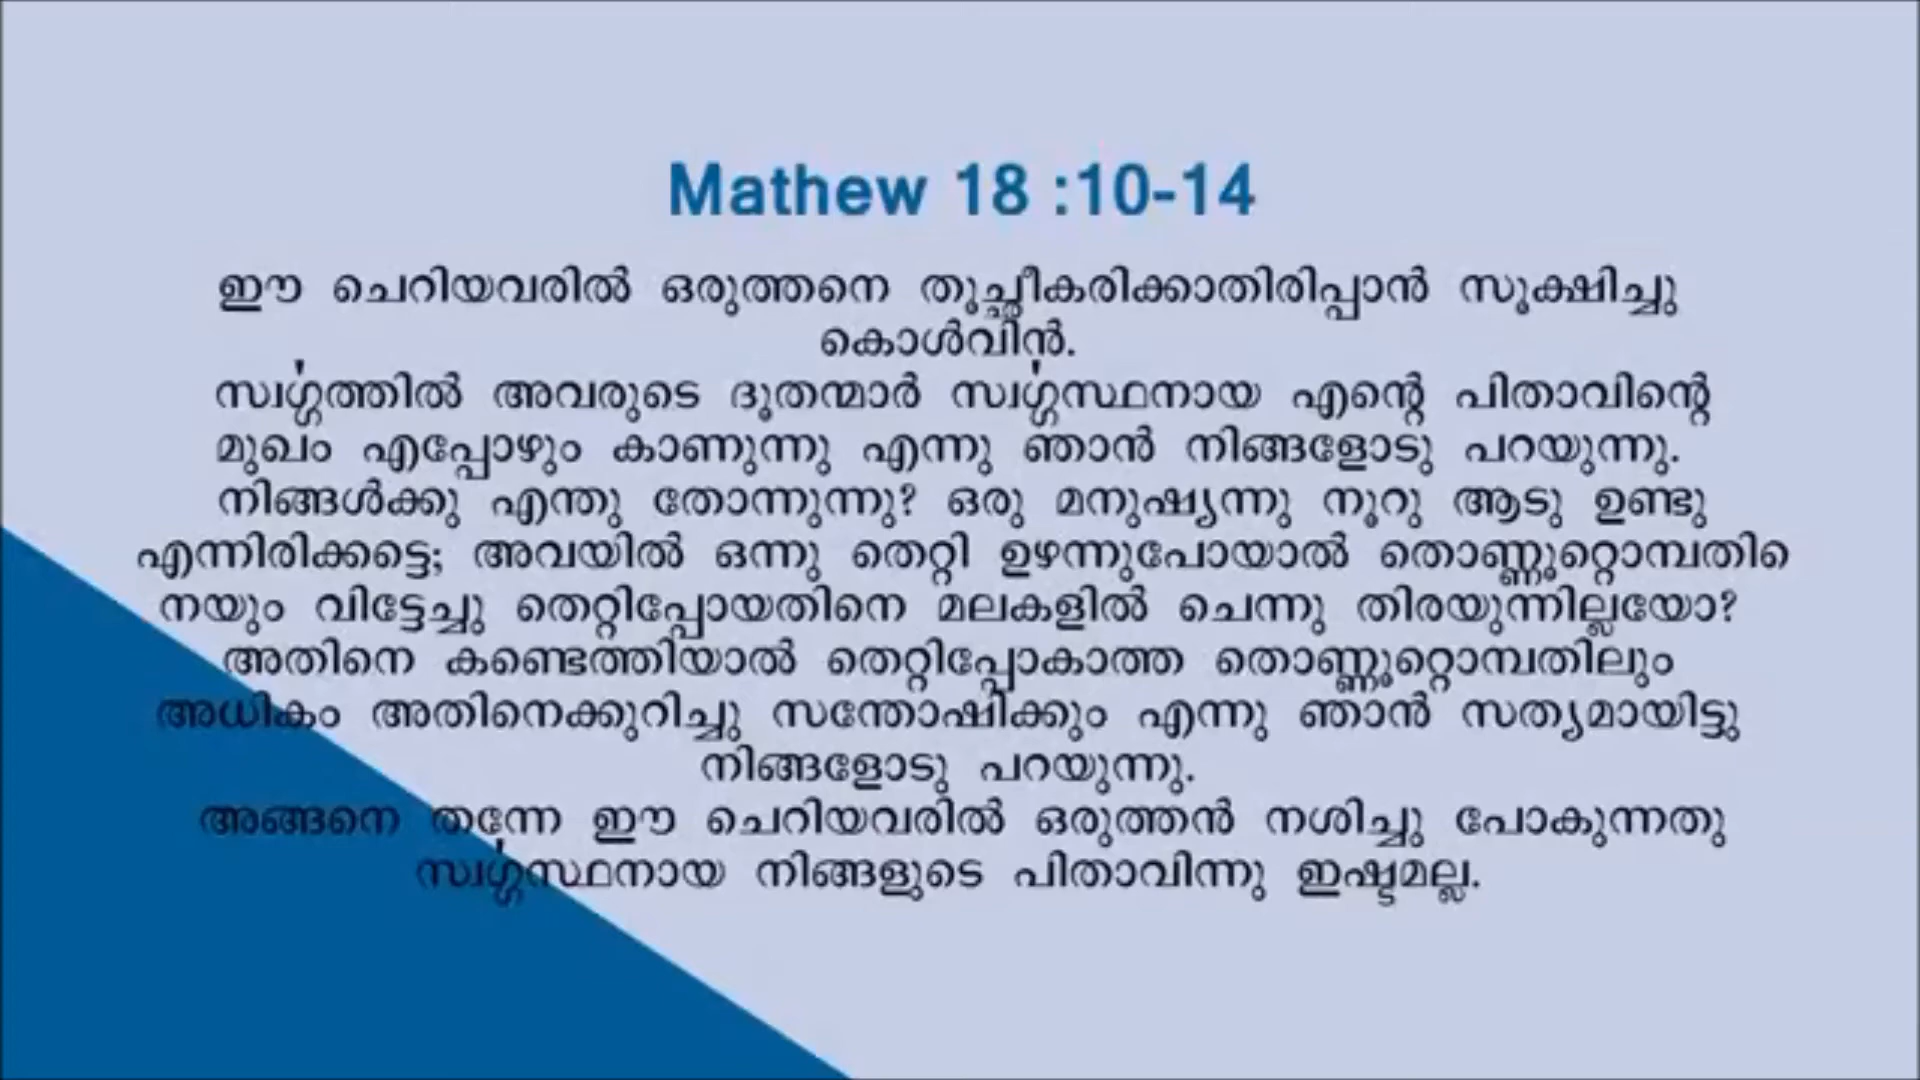 Mathew 18 :10-14
ഈ ചെറിയവരിൽ ഒരുത്തനെ തൂച്ഛീകരിക്കാതിരിപ്പാൻ സൂക്ഷിച്ചു
കൊൾവിൻ.
സ്വൎഗ്ഗത്തിൽ അവരുടെ ദൂതന്മാർ സ്വൎഗ്ഗസ്ഥനായ എന്റെ പിതാവിന്റെ
മുഖം എപ്പോഴും കാണുന്നു എന്നു ഞാൻ നിങ്ങളോടു പറയുന്നു.
നിങ്ങൾക്കു എന്തു തോന്നുന്നു? ഒരു മനുഷ്യന്നു നൂറു ആടു ഉണ്ടു
എന്നിരിക്കട്ടെ; അവയിൽ ഒന്നു തെറ്റി ഉഴന്നുപോയാൽ തൊണ്ണൂറ്റൊമ്പതിനെ
നയും വിട്ടേച്ചു തെറ്റിപ്പോയതിനെ മലകളിൽ ചെന്നു തിരയുന്നില്ലയോ?
അതിനെ കണ്ടെത്തിയാൽ തെറ്റിപ്പോകാത്ത തൊണ്ണൂറ്റൊമ്പതിലും
അധികം അതിനെക്കുറിച്ചു സന്തോഷിക്കും എന്നു ഞാൻ സത്യമായിട്ടു
നിങ്ങളോടു പറയുന്നു.
അങ്ങനെ തന്നേ ഈ ചെറിയവരിൽ ഒരുത്തൻ നശിച്ചു പോകുന്നതു
സ്വൎഗ്ഗസ്ഥനായ നിങ്ങളുടെ പിതാവിന്നു ഇഷ്ടമല്ല.